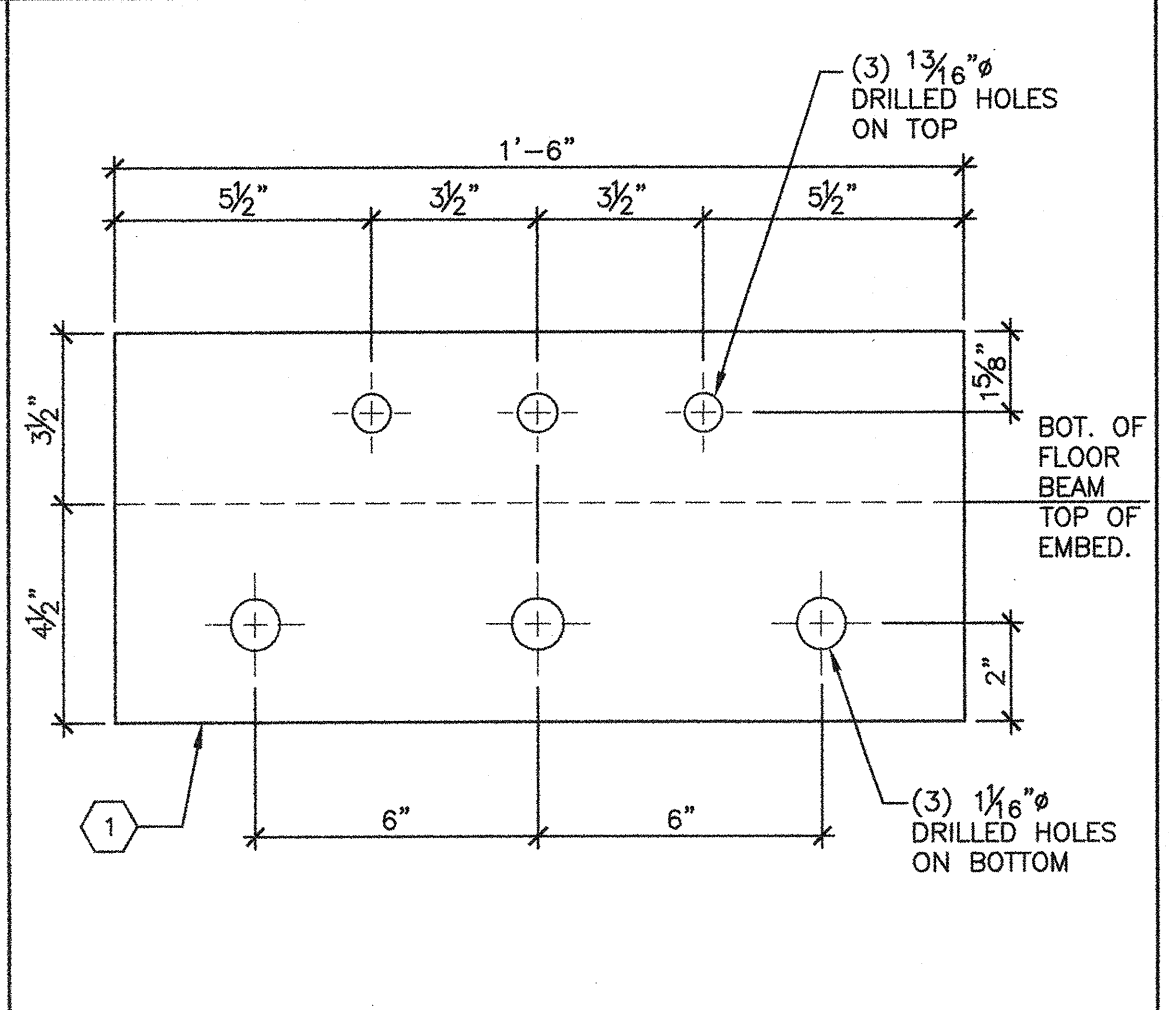 (3) 13/16"ø
DRILLED HOLES
ON TOP
1'-6"
5½" 3½" 3½" 5½"
3½"
1⅝"
BOT. OF
FLOOR
BEAM
TOP OF
EMBED.
4½"
2"
1
6" 6"
(3) 1 1/16"ø
DRILLED HOLES
ON BOTTOM